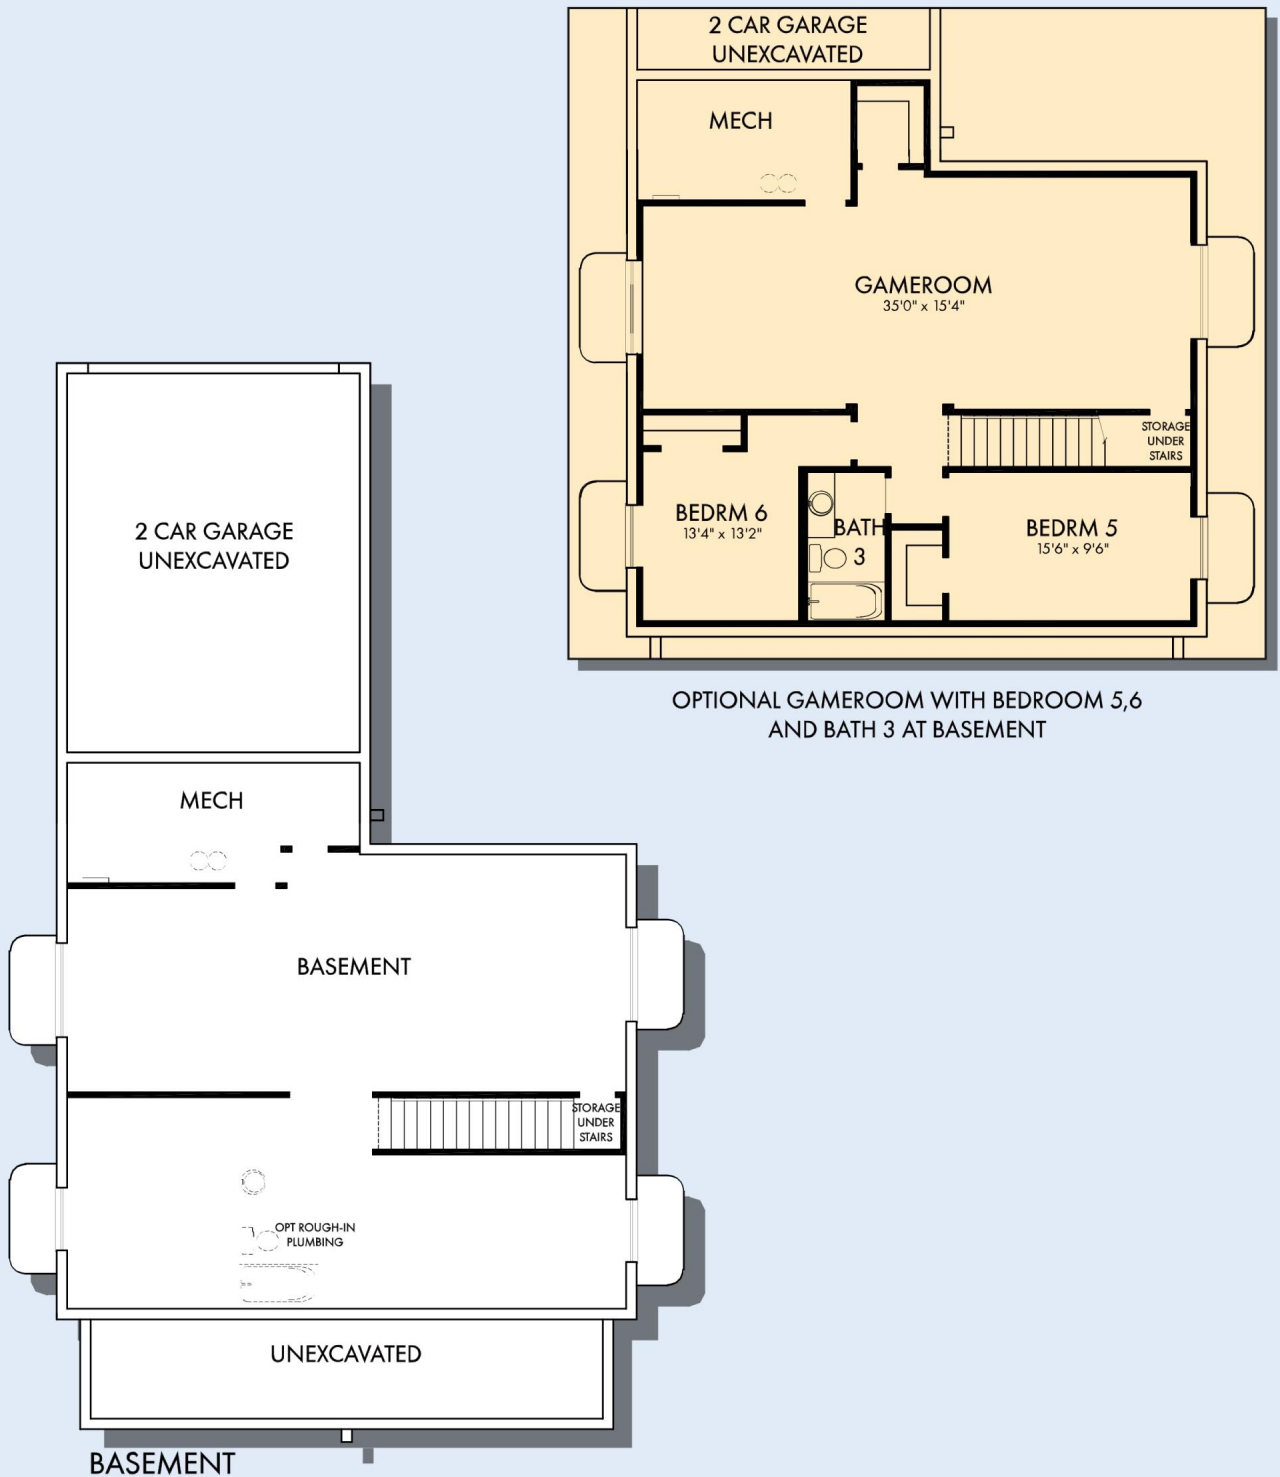 2 CAR GARAGE
UNEXCAVATED
MECH
GAMEROOM
35'0" x 15'4"
STORAGE
UNDER
STAIRS
BEDRM 6
13'4" x 13'2"
BATH
3
BEDRM 5
15'6" x 9'6"
OPTIONAL GAMEROOM WITH BEDROOM 5,6
AND BATH 3 AT BASEMENT
2 CAR GARAGE
UNEXCAVATED
MECH
BASEMENT
STORAGE
UNDER
STAIRS
OPT ROUGH-IN
PLUMBING
UNEXCAVATED
BASEMENT